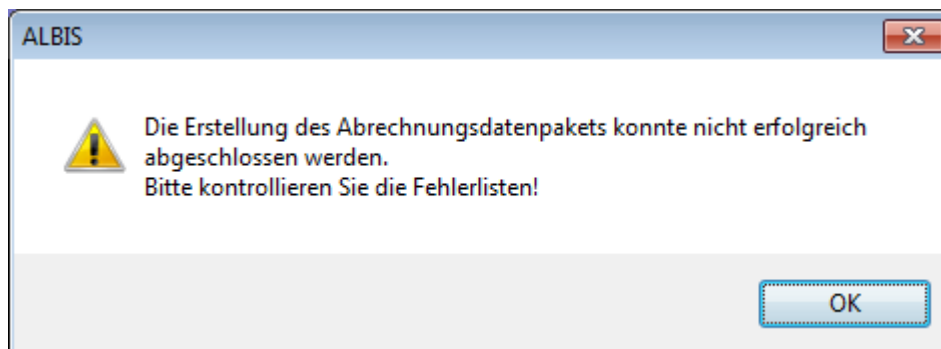 ALBIS
Die Erstellung des Abrechnungsdatenpakets konnte nicht erfolgreich
abgeschlossen werden.
Bitte kontrollieren Sie die Fehlerlisten!
OK